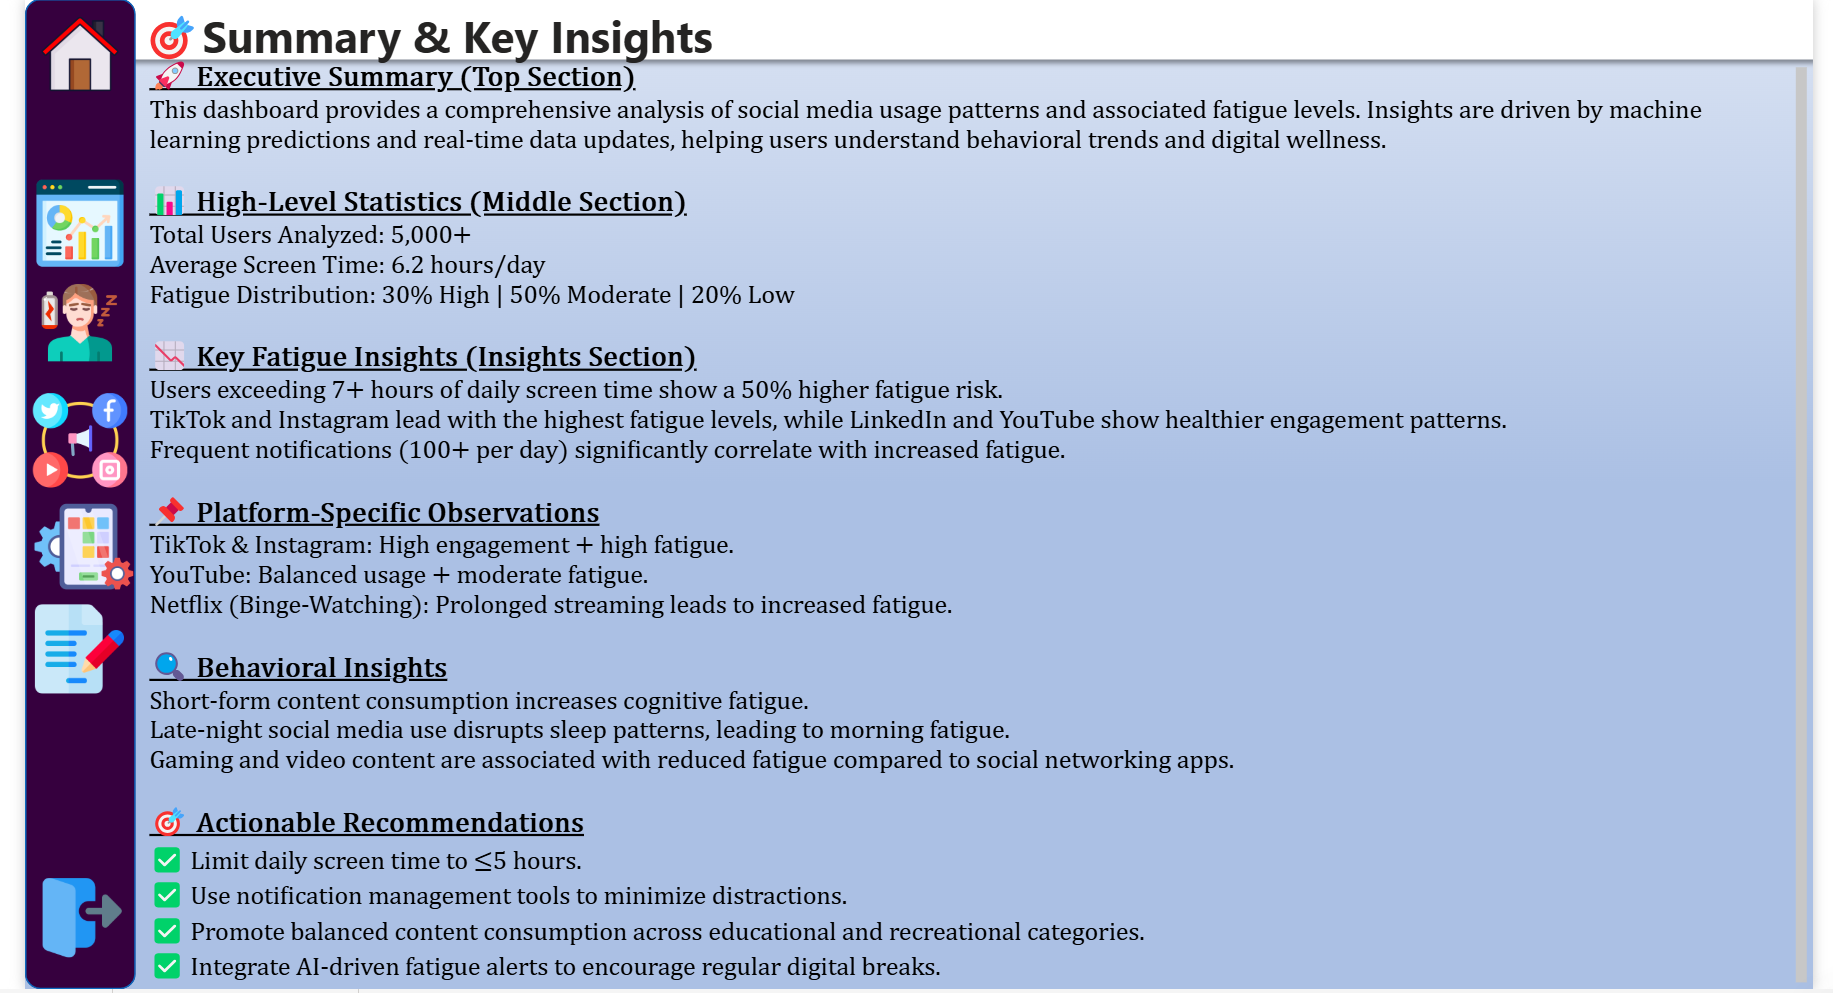 Summary & Key Insights
Executive Summary (Top Section)
This dashboard provides a comprehensive analysis of social media usage patterns and associated fatigue levels. Insights are driven by machine
learning predictions and real-time data updates, helping users understand behavioral trends and digital wellness.
High-Level Statistics (Middle Section)
Total Users Analyzed: 5,000+
Average Screen Time: 6.2 hours/day
Fatigue Distribution: 30% High | 50% Moderate | 20% Low
Key Fatigue Insights (Insights Section)
Users exceeding 7+ hours of daily screen time show a 50% higher fatigue risk.
TikTok and Instagram lead with the highest fatigue levels, while LinkedIn and YouTube show healthier engagement patterns.
Frequent notifications (100+ per day) significantly correlate with increased fatigue.
Platform-Specific Observations
TikTok & Instagram: High engagement + high fatigue.
YouTube: Balanced usage + moderate fatigue.
Netflix (Binge-Watching): Prolonged streaming leads to increased fatigue.
Behavioral Insights
Short-form content consumption increases cognitive fatigue.
Late-night social media use disrupts sleep patterns, leading to morning fatigue.
Gaming and video content are associated with reduced fatigue compared to social networking apps.
Actionable Recommendations
Limit daily screen time to ≤5 hours.
Use notification management tools to minimize distractions.
Promote balanced content consumption across educational and recreational categories.
Integrate AI-driven fatigue alerts to encourage regular digital breaks.